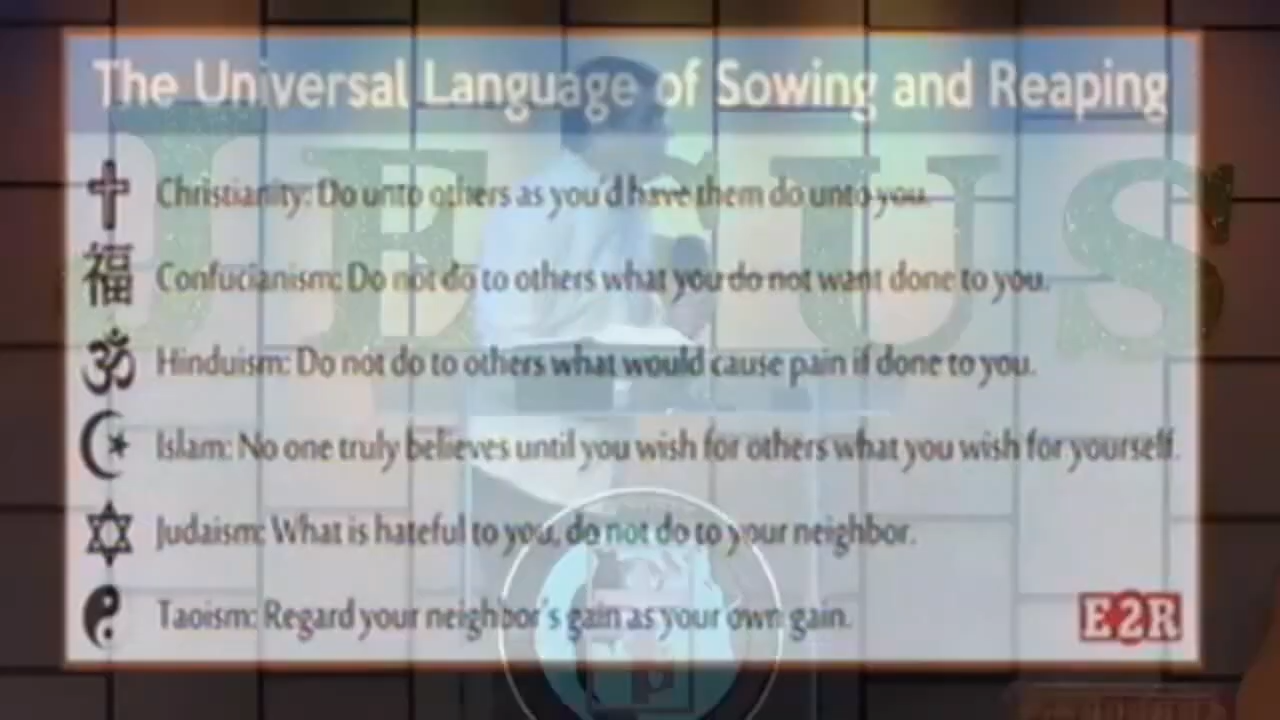 The Universal Language of Sowing and Reaping
JESUS
Christianity: Do unto others as you'd have them do unto you.
福
Confucianism: Do not do to others what you do not want done to you.
Hinduism: Do not do to others what would cause pain if done to you.
Islam: No one truly believes until you wish for others what you wish for yourself.
Judaism: What is hateful to you, do not do to your neighbor.
Taoism: Regard your neighbor's gain as your own gain.
E2R